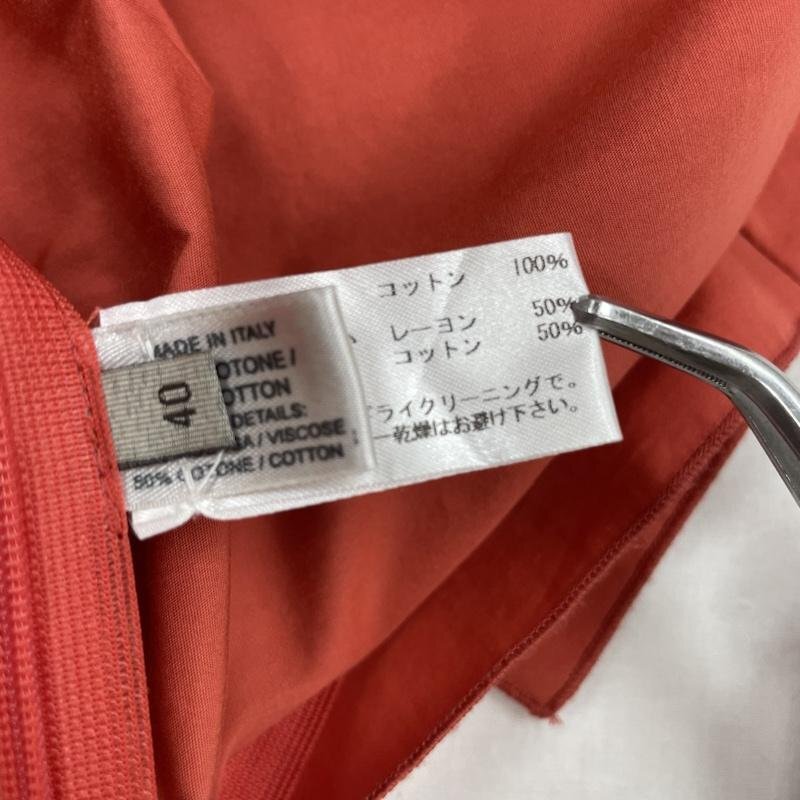 コットン 100%
レーヨン 50%
コットン 50%
ライクリーニングで。
乾燥はお避け下さい。
MADE IN ITALY
OTONE /
OTTON
DETAILS:
A / VISCOSE
50% OTONE / COTTON
40